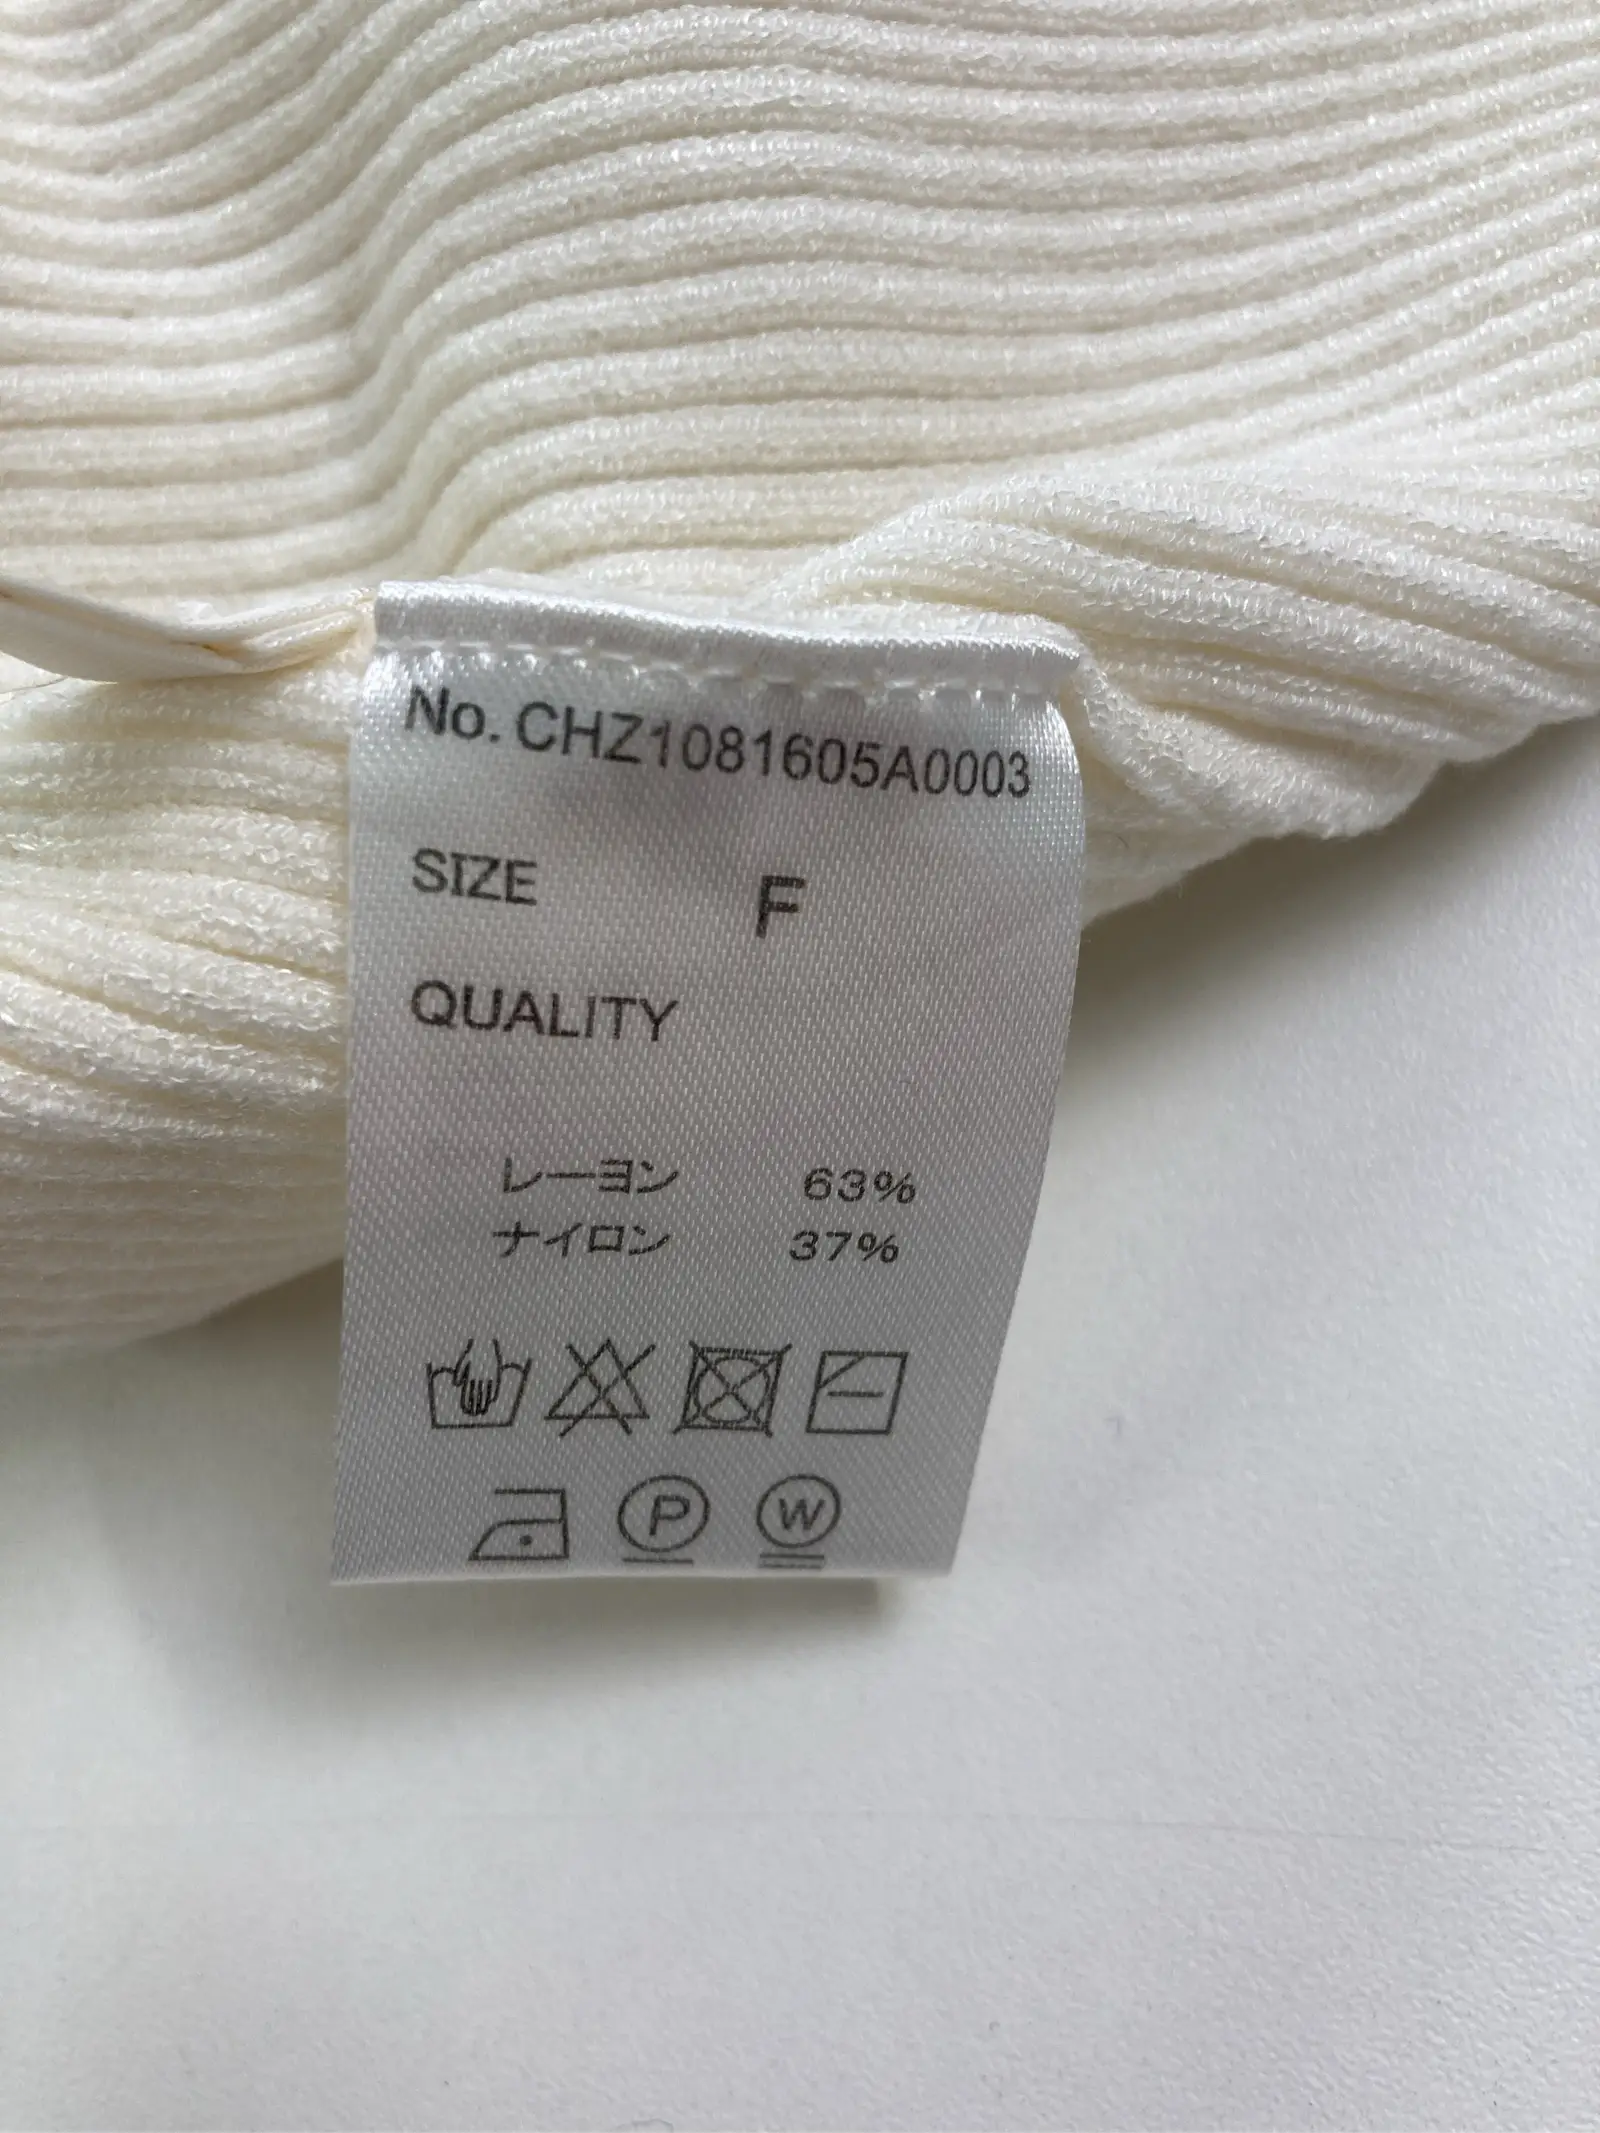 No. CHZ1081605A0003
SIZE F
QUALITY
レーヨン 63%
ナイロン 37%
P W